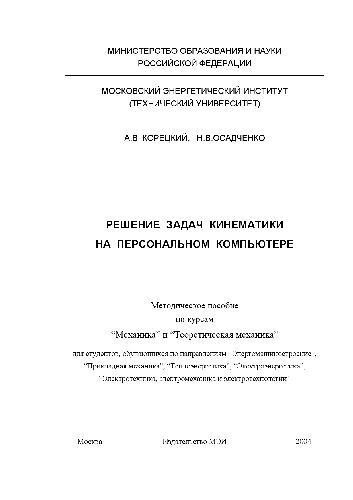 МИНИСТЕРСТВО ОБРАЗОВАНИЯ И НАУКИ
РОССИЙСКОЙ ФЕДЕРАЦИИ
МОСКОВСКИЙ ЭНЕРГЕТИЧЕСКИЙ ИНСТИТУТ
(ТЕХНИЧЕСКИЙ УНИВЕРСИТЕТ)
А.В. КОРЕЦКИЙ, Н.В.ОСАДЧЕНКО
РЕШЕНИЕ ЗАДАЧ КИНЕМАТИКИ
НА ПЕРСОНАЛЬНОМ КОМПЬЮТЕРЕ
Методическое пособие
по курсам
“Механика” и “Теоретическая механика”
для студентов, обучающихся по направлениям “Энергомашиностроение”,
“Прикладная механика”, “Теплоэнергетика”, “Электроэнергетика”,
“Электротехника, электромеханика и электротехнологии”
Москва Издательство МЭИ 2004